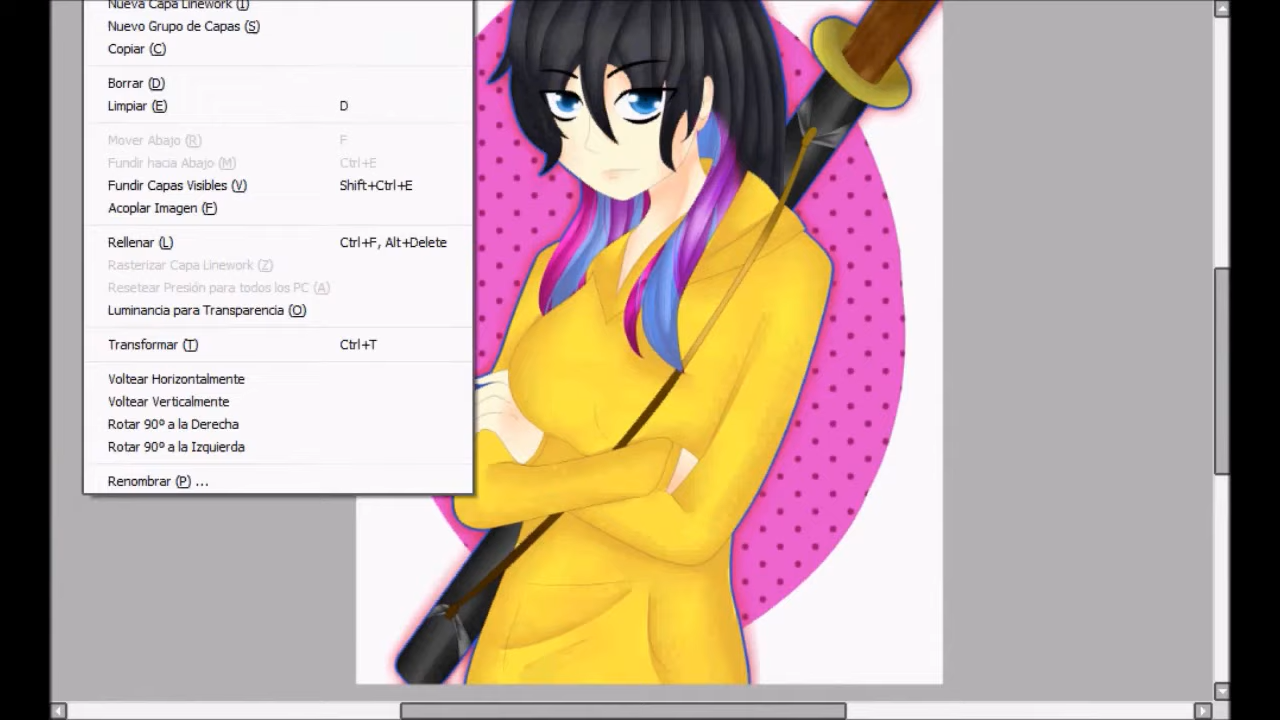 Nueva Capa Linework (I)
Nuevo Grupo de Capas (S)
Copiar (C)
Borrar (D)
Limpiar (E) D
Mover Abajo (R) F
Fundir hacia Abajo (M) Ctrl+E
Fundir Capas Visibles (V) Shift+Ctrl+E
Acoplar Imagen (F)
Rellenar (L) Ctrl+F, Alt+Delete
Rasterizar Capa Linework (Z)
Resetear Presión para todos los PC (A)
Luminancia para Transparencia (O)
Transformar (T) Ctrl+T
Voltear Horizontalmente
Voltear Verticalmente
Rotar 90º a la Derecha
Rotar 90º a la Izquierda
Renombrar (P) ...